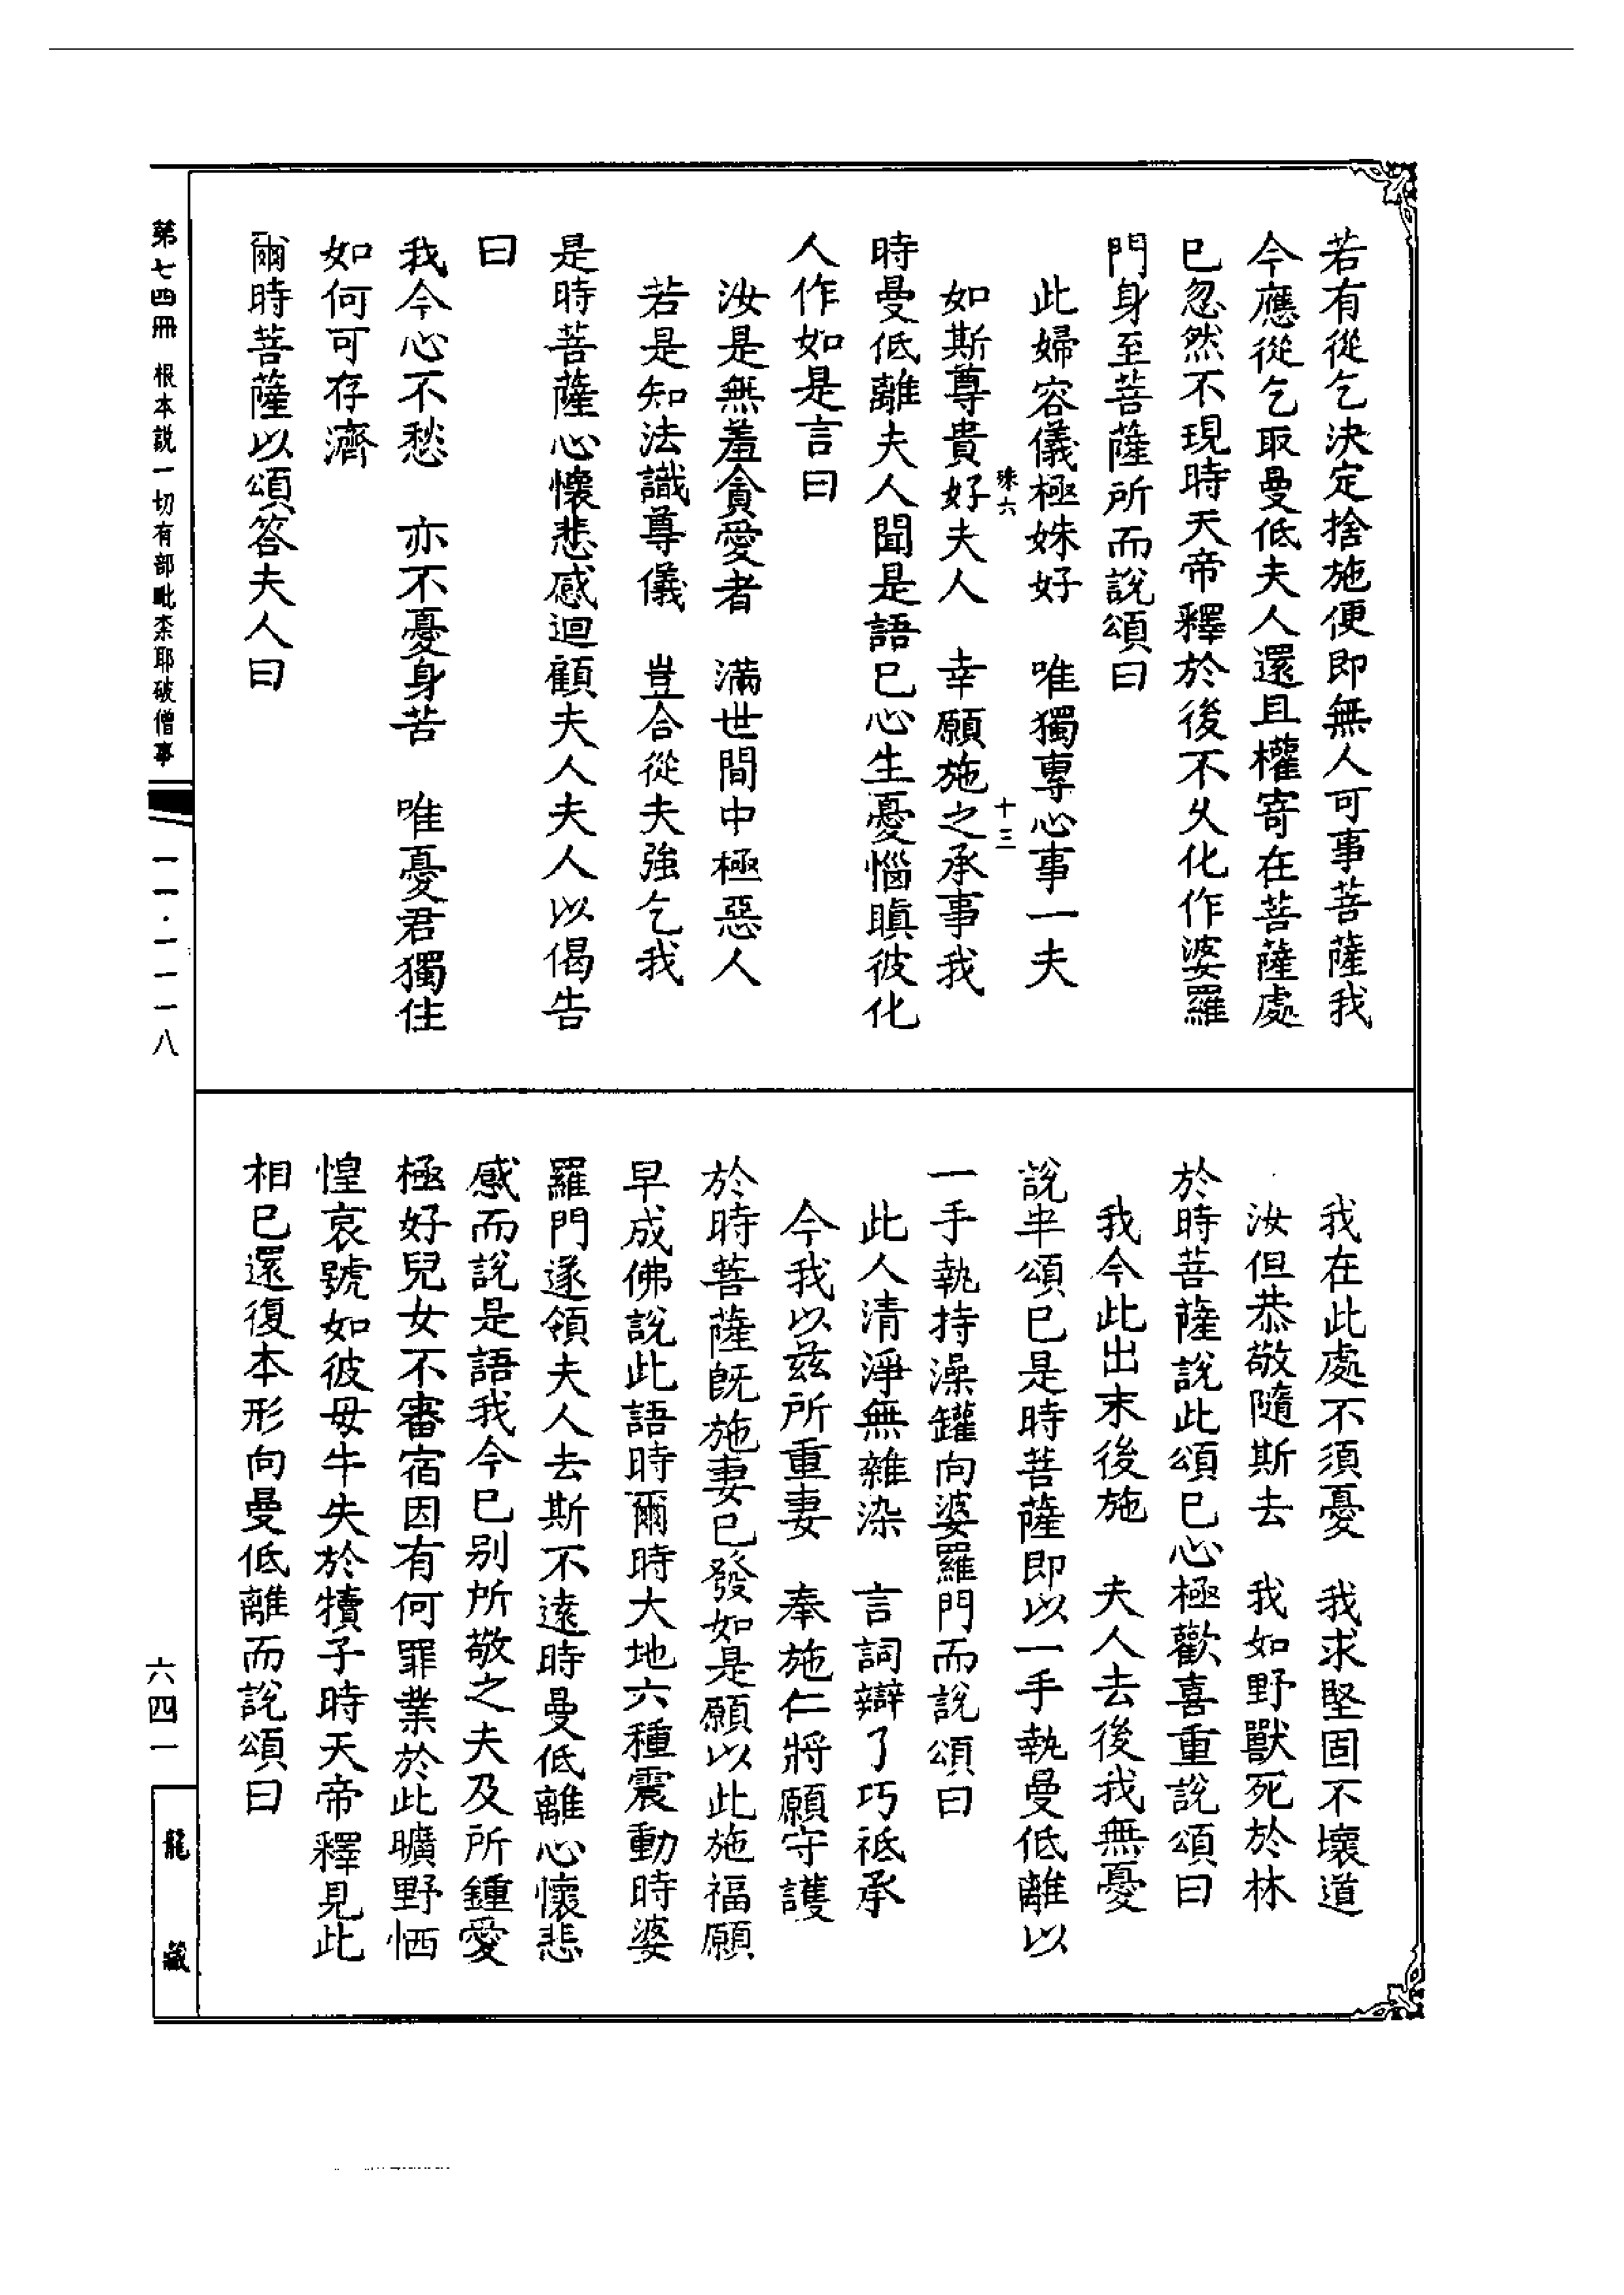 若有從乞決定捨施便即無人可事菩薩我
今應從乞取曼低夫人還且權寄在菩薩處
已忽然不現時天帝釋於後不久化作婆羅
門身至菩薩所而說頌曰
此婦容儀極姝好　唯獨專心事一夫
如斯尊貴好夫人　幸願施之承事我
時曼低離夫人聞是語已心生憂惱瞋彼化
人作如是言曰
汝是無羞貪愛者　滿世間中極惡人
若是知法識尊儀　豈合從夫強乞我
是時菩薩心懷悲感迴顧夫人夫人以偈告
曰
我今心不愁　亦不憂身苦　唯憂君獨住
如何可存濟
爾時菩薩以頌答夫人曰
我在此處不須憂　我求堅固不壞道
汝但恭敬隨斯去　我如野獸死於林
於時菩薩說此頌已心極歡喜重說頌曰
我今此出末後施　夫人去後我無憂
說半頌已是時菩薩即以一手執曼低離以
一手執持澡罐向婆羅門而說頌曰
此人清淨無雜染　言詞辯了巧祗承
今我以茲所重妻　奉施仁將願守護
於時菩薩既施妻已發如是願以此施福願
早成佛說此語時爾時大地六種震動時婆
羅門遂領夫人去斯不遠時曼低離心懷悲
感而說是語我今已別所敬之夫及所鍾愛
極好兒女不審宿因有何罪業於此曠野恓
惶哀號如彼母牛失於犢子時天帝釋見此
相已還復本形向曼低離而說頌曰
六
十三
第七四冊　根本說一切有部毗柰耶破僧事
一一·一一一八
六四一
龍藏